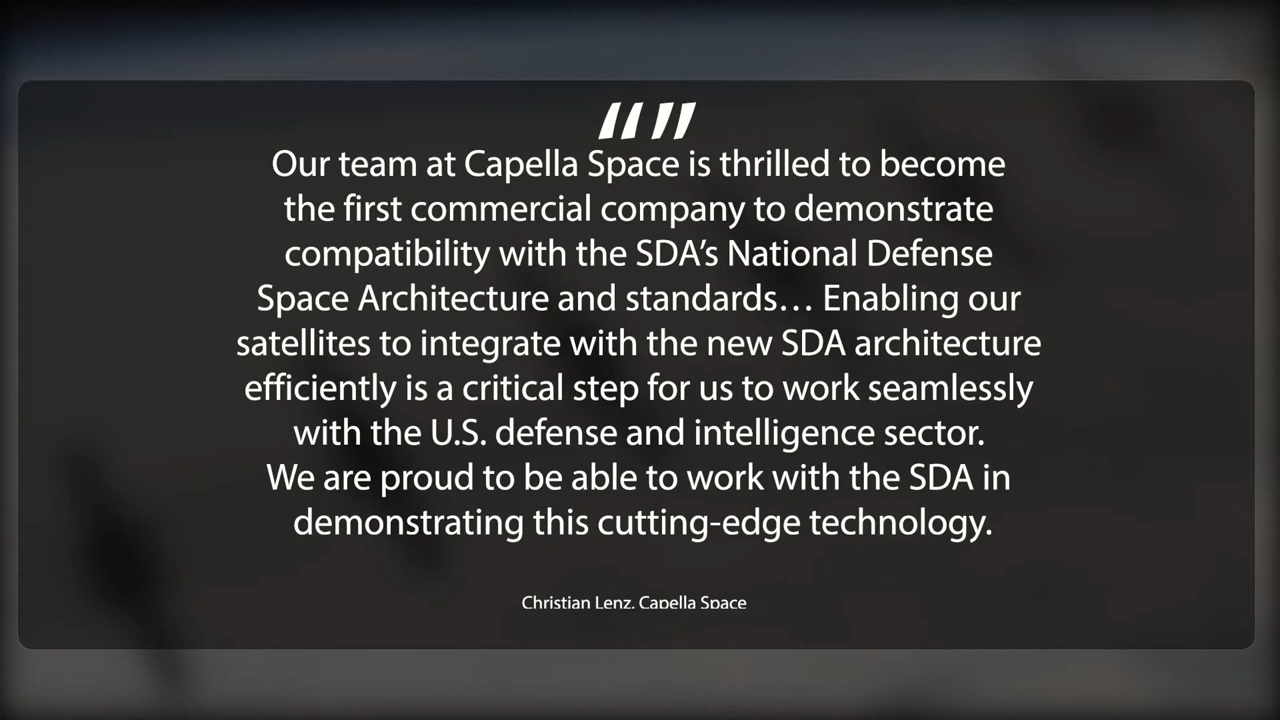 ““
Our team at Capella Space is thrilled to become
the first commercial company to demonstrate
compatibility with the SDA’s National Defense
Space Architecture and standards… Enabling our
satellites to integrate with the new SDA architecture
efficiently is a critical step for us to work seamlessly
with the U.S. defense and intelligence sector.
We are proud to be able to work with the SDA in
demonstrating this cutting-edge technology.
Christian Lenz, Capella Space